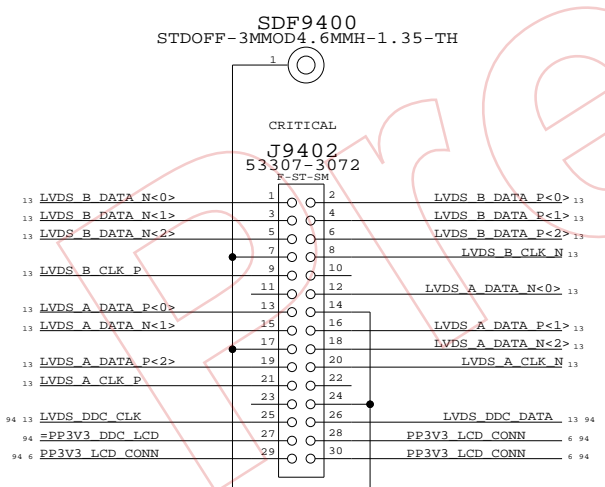 SDF9400
STDOFF-3MMOD4.6MMH-1.35-TH
1
CRITICAL
J9402
53307-3072
F-ST-SM
13 LVDS_B_DATA_N<0> 1 2 LVDS_B_DATA_P<0> 13
13 LVDS_B_DATA_N<1> 3 4 LVDS_B_DATA_P<1> 13
13 LVDS_B_DATA_N<2> 5 6 LVDS_B_DATA_P<2> 13
7 8 LVDS_B_CLK_N 13
13 LVDS_B_CLK_P 9 10
11 12 LVDS_A_DATA_N<0> 13
13 LVDS_A_DATA_P<0> 13 14
13 LVDS_A_DATA_N<1> 15 16 LVDS_A_DATA_P<1> 13
17 18 LVDS_A_DATA_N<2> 13
13 LVDS_A_DATA_P<2> 19 20 LVDS_A_CLK_N 13
13 LVDS_A_CLK_P 21 22
23 24
94 13 LVDS_DDC_CLK 25 26 LVDS_DDC_DATA 13 94
94 =PP3V3_DDC_LCD 27 28 PP3V3_LCD_CONN 6 94
94 6 PP3V3_LCD_CONN 29 30 PP3V3_LCD_CONN 6 94
Pre